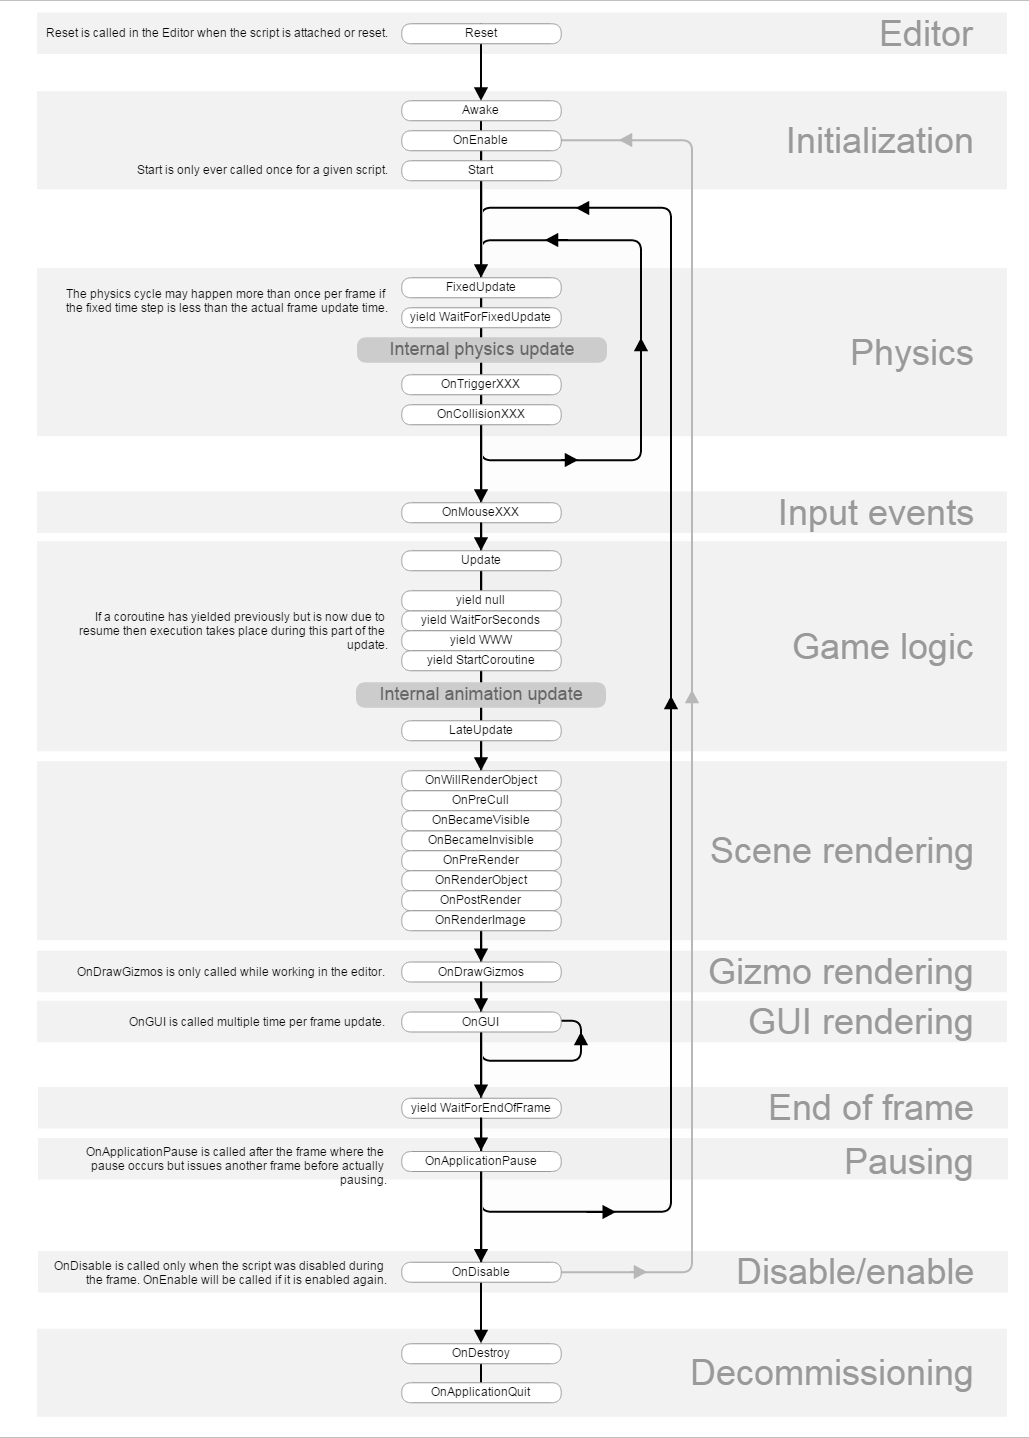 Reset is called in the Editor when the script is attached or reset.
Reset
Editor
Awake
OnEnable
Initialization
Start is only ever called once for a given script.
Start
FixedUpdate
The physics cycle may happen more than once per frame if
the fixed time step is less than the actual frame update time.
yield WaitForFixedUpdate
Internal physics update
Physics
OnTriggerXXX
OnCollisionXXX
OnMouseXXX
Input events
Update
yield null
If a coroutine has yielded previously but is now due to
resume then execution takes place during this part of the
update.
yield WaitForSeconds
yield WWW
yield StartCoroutine
Game logic
Internal animation update
LateUpdate
OnWillRenderObject
OnPreCull
OnBecameVisible
OnBecameInvisible
OnPreRender
OnRenderObject
OnPostRender
OnRenderImage
Scene rendering
OnDrawGizmos is only called while working in the editor.
OnDrawGizmos
Gizmo rendering
OnGUI is called multiple time per frame update.
OnGUI
GUI rendering
yield WaitForEndOfFrame
End of frame
OnApplicationPause is called after the frame where the
pause occurs but issues another frame before actually
pausing.
OnApplicationPause
Pausing
OnDisable is called only when the script was disabled during
the frame. OnEnable will be called if it is enabled again.
OnDisable
Disable/enable
OnDestroy
Decommissioning
OnApplicationQuit